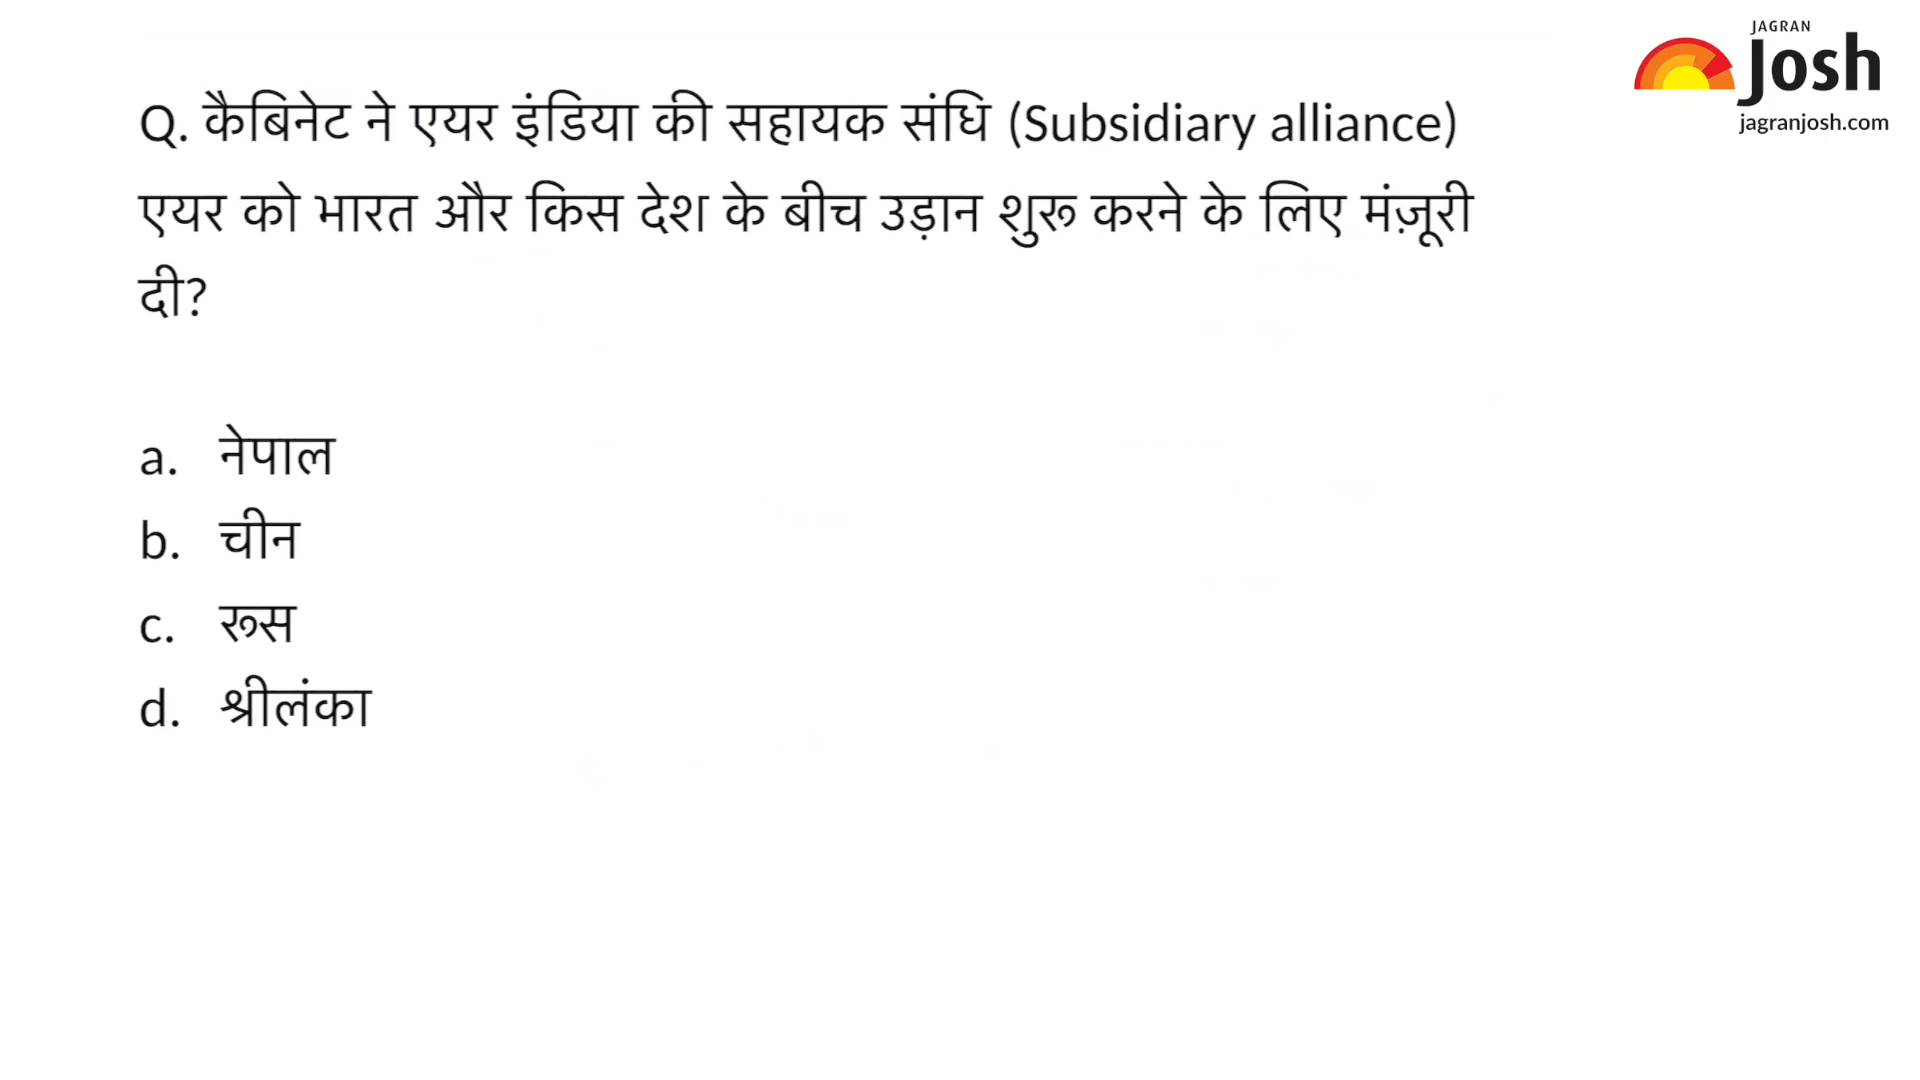 JAGRAN
Josh
jagranjosh.com
Q. कैबिनेट ने एयर इंडिया की सहायक संधि (Subsidiary alliance)
एयर को भारत और किस देश के बीच उड़ान शुरू करने के लिए मंज़ूरी
दी?
a. नेपाल
b. चीन
c. रूस
d. श्रीलंका